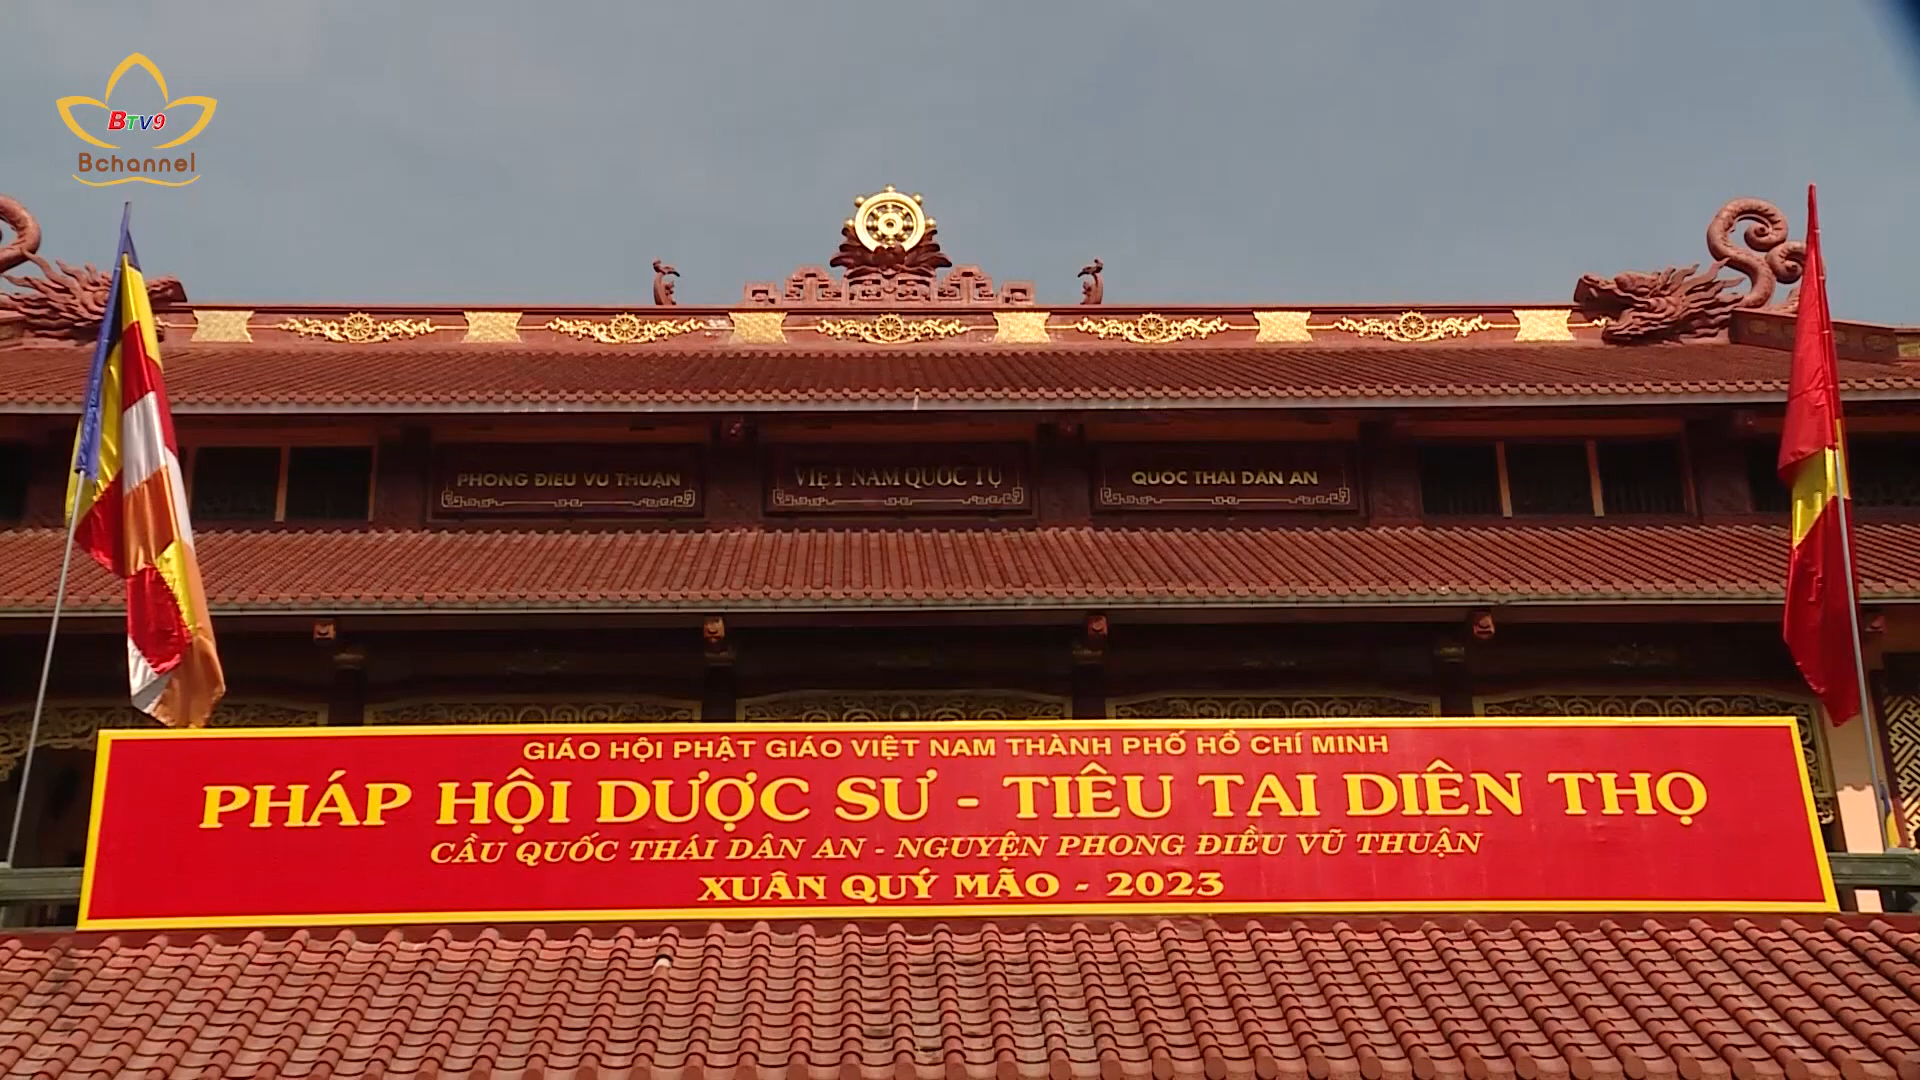 BTV9
Bchannel
PHONG ĐIỀU VŨ THUẬN
VIỆT NAM QUỐC TỰ
QUỐC THÁI DÂN AN
GIÁO HỘI PHẬT GIÁO VIỆT NAM THÀNH PHỐ HỒ CHÍ MINH
PHÁP HỘI DƯỢC SƯ - TIÊU TAI DIÊN THỌ
CẦU QUỐC THÁI DÂN AN - NGUYỆN PHONG ĐIỀU VŨ THUẬN
XUÂN QUÝ MÃO - 2023